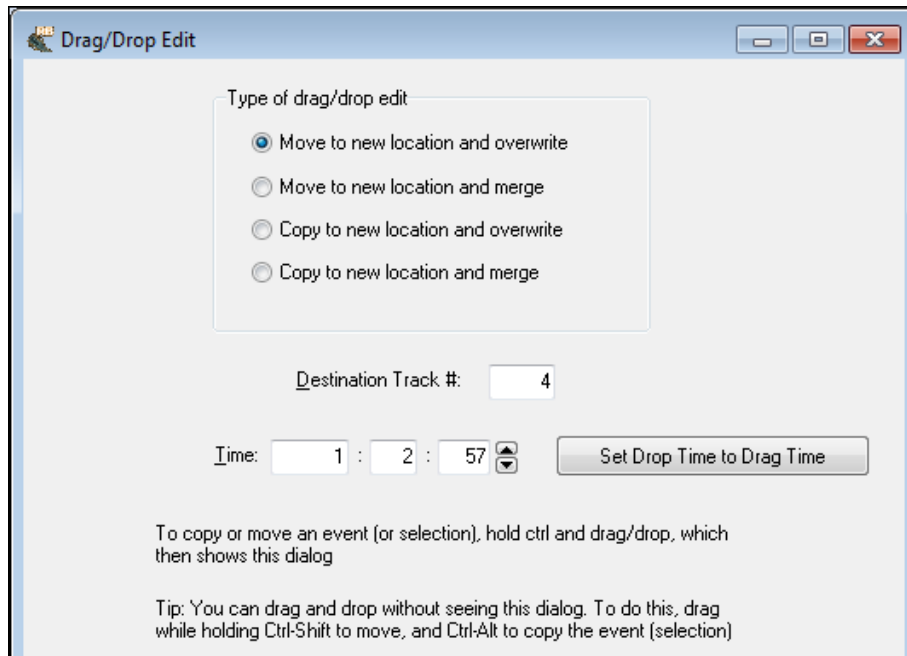 Drag/Drop Edit
Type of drag/drop edit
Move to new location and overwrite
Move to new location and merge
Copy to new location and overwrite
Copy to new location and merge
Destination Track #: 4
Time: 1 : 2 : 57 Set Drop Time to Drag Time
To copy or move an event (or selection), hold ctrl and drag/drop, which
then shows this dialog
Tip: You can drag and drop without seeing this dialog. To do this, drag
while holding Ctrl-Shift to move, and Ctrl-Alt to copy the event (selection)